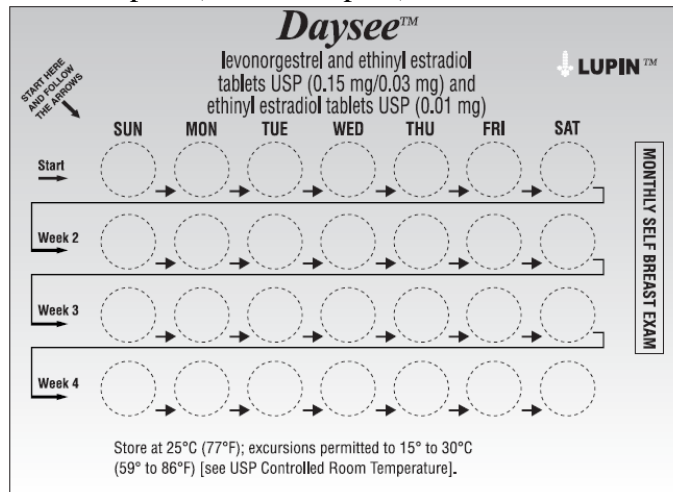 Daysee™
levonorgestrel and ethinyl estradiol
tablets USP (0.15 mg/0.03 mg) and
ethinyl estradiol tablets USP (0.01 mg)
LUPIN™
START HERE
AND FOLLOW
THE ARROWS
SUN MON TUE WED THU FRI SAT
Start
Week 2
Week 3
Week 4
MONTHLY SELF BREAST EXAM
Store at 25°C (77°F); excursions permitted to 15° to 30°C
(59° to 86°F) [see USP Controlled Room Temperature].